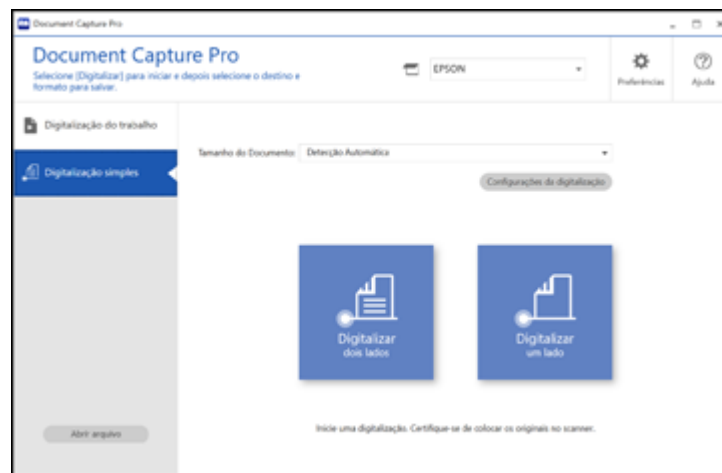 Document Capture Pro
Document Capture Pro
Selecione [Digitalizar] para iniciar e depois selecione o destino e
formato para salvar.
EPSON
Preferências
Ajuda
Digitalização do trabalho
Digitalização simples
Tamanho do Documento:
Detecção Automática
Configurações da digitalização
Digitalizar
dois lados
Digitalizar
um lado
Abrir arquivo
Inicie uma digitalização. Certifique-se de colocar os originais no scanner.